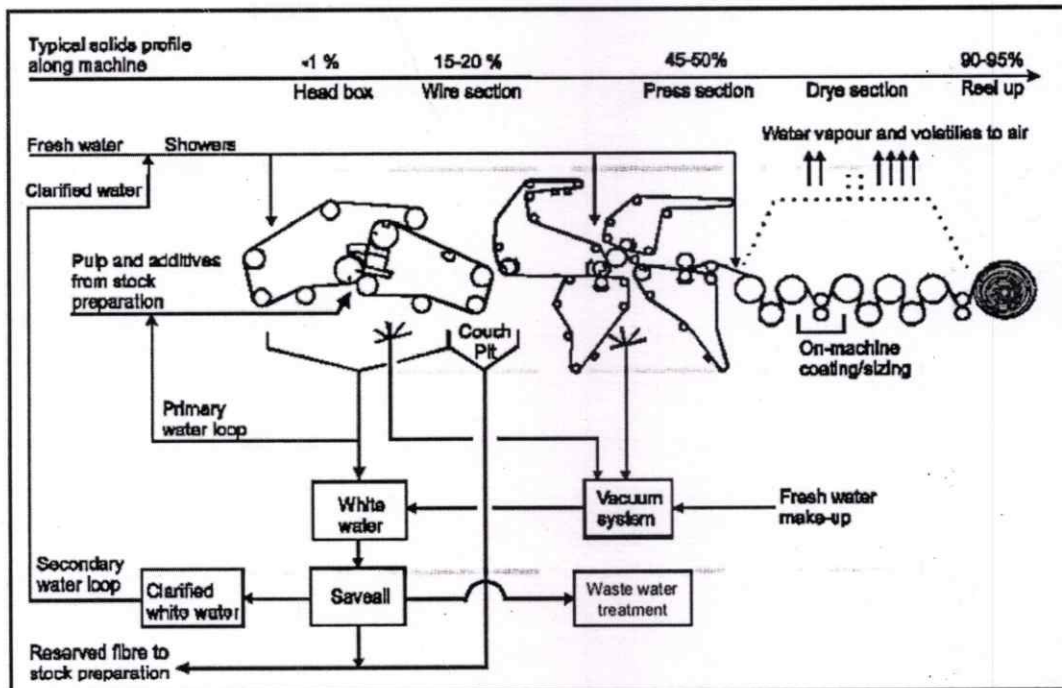 Typical solids profile
along machine
<1 %
15-20 %
45-50%
90-95%
Head box
Wire section
Press section
Drye section
Reel up
Water vapour and volatilies to air
Fresh water
Showers
Clarified water
Pulp and additives
from stock
preparation
Couch
Pit
On-machine
coating/sizing
Primary
water loop
White
water
Vacuum
system
Fresh water
make-up
Secondary
water loop
Clarified
white water
Saveall
Waste water
treatment
Reserved fibre to
stock preparation